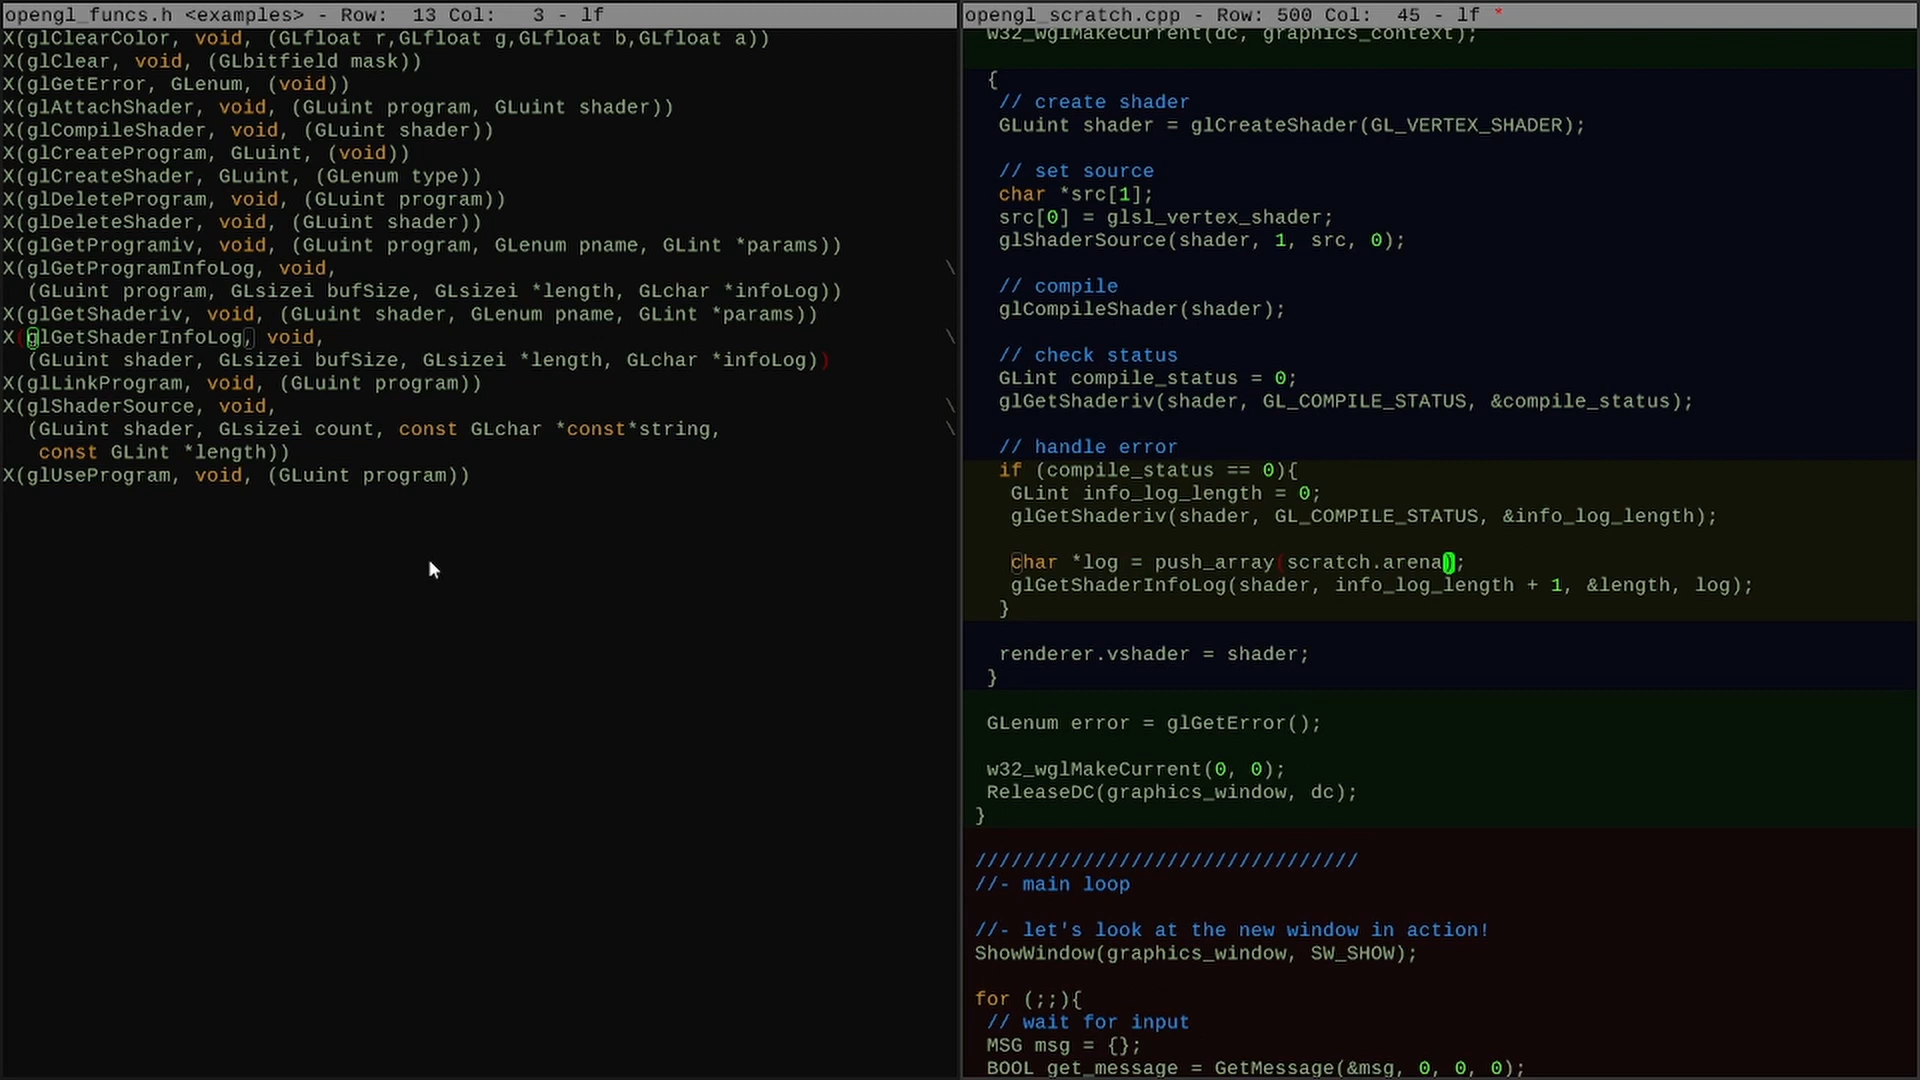 opengl_funcs.h <examples> - Row:  13 Col:   3 - lf
X(glClearColor, void, (GLfloat r,GLfloat g,GLfloat b,GLfloat a))
X(glClear, void, (GLbitfield mask))
X(glGetError, GLenum, (void))
X(glAttachShader, void, (GLuint program, GLuint shader))
X(glCompileShader, void, (GLuint shader))
X(glCreateProgram, GLuint, (void))
X(glCreateShader, GLuint, (GLenum type))
X(glDeleteProgram, void, (GLuint program))
X(glDeleteShader, void, (GLuint shader))
X(glGetProgramiv, void, (GLuint program, GLenum pname, GLint *params))
X(glGetProgramInfoLog, void, \
  (GLuint program, GLsizei bufSize, GLsizei *length, GLchar *infoLog))
X(glGetShaderiv, void, (GLuint shader, GLenum pname, GLint *params))
X(glGetShaderInfoLog, void, \
  (GLuint shader, GLsizei bufSize, GLsizei *length, GLchar *infoLog))
X(glLinkProgram, void, (GLuint program))
X(glShaderSource, void, \
  (GLuint shader, GLsizei count, const GLchar *const*string, \
   const GLint *length))
X(glUseProgram, void, (GLuint program))
opengl_scratch.cpp - Row: 500 Col:  45 - lf *
w32_wglMakeCurrent(dc, graphics_context);
{
// create shader
GLuint shader = glCreateShader(GL_VERTEX_SHADER);
// set source
char *src[1];
src[0] = glsl_vertex_shader;
glShaderSource(shader, 1, src, 0);
// compile
glCompileShader(shader);
// check status
GLint compile_status = 0;
glGetShaderiv(shader, GL_COMPILE_STATUS, &compile_status);
// handle error
if (compile_status == 0){
GLint info_log_length = 0;
glGetShaderiv(shader, GL_COMPILE_STATUS, &info_log_length);
char *log = push_array(scratch.arena);
glGetShaderInfoLog(shader, info_log_length + 1, &length, log);
}
renderer.vshader = shader;
}
GLenum error = glGetError();
w32_wglMakeCurrent(0, 0);
ReleaseDC(graphics_window, dc);
}
////////////////////////////////
//- main loop
//- let's look at the new window in action!
ShowWindow(graphics_window, SW_SHOW);
for (;;){
// wait for input
MSG msg = {};
BOOL get_message = GetMessage(&msg, 0, 0, 0);